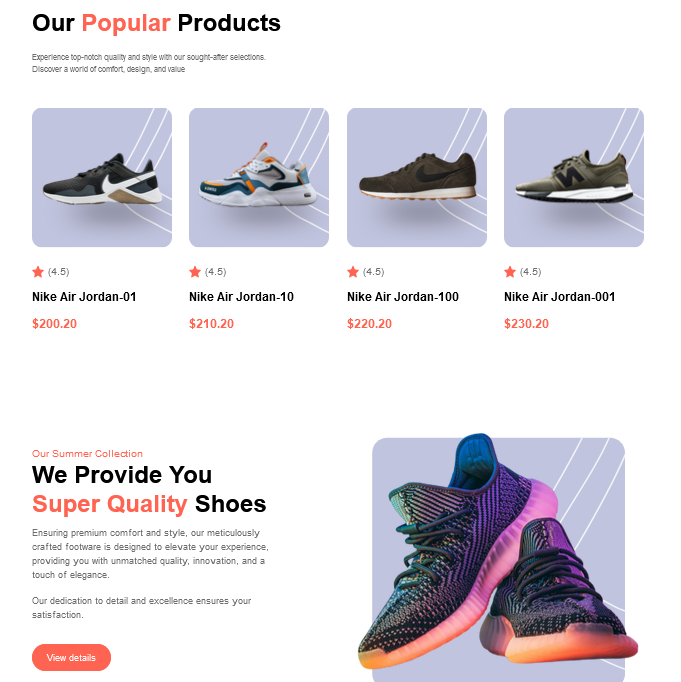 Our Popular Products
Experience top-notch quality and style with our sought-after selections.
Discover a world of comfort, design, and value
(4.5)
(4.5)
(4.5)
(4.5)
Nike Air Jordan-01
Nike Air Jordan-10
Nike Air Jordan-100
Nike Air Jordan-001
$200.20
$210.20
$220.20
$230.20
Our Summer Collection
We Provide You
Super Quality Shoes
Ensuring premium comfort and style, our meticulously
crafted footware is designed to elevate your experience,
providing you with unmatched quality, innovation, and a
touch of elegance.
Our dedication to detail and excellence ensures your
satisfaction.
View details